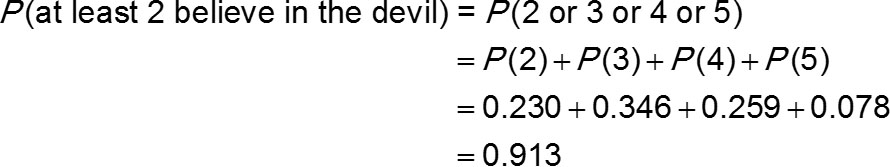 P(at least 2 believe in the devil) = P(2 or 3 or 4 or 5)
= P(2) + P(3) + P(4) + P(5)
= 0.230 + 0.346 + 0.259 + 0.078
= 0.913